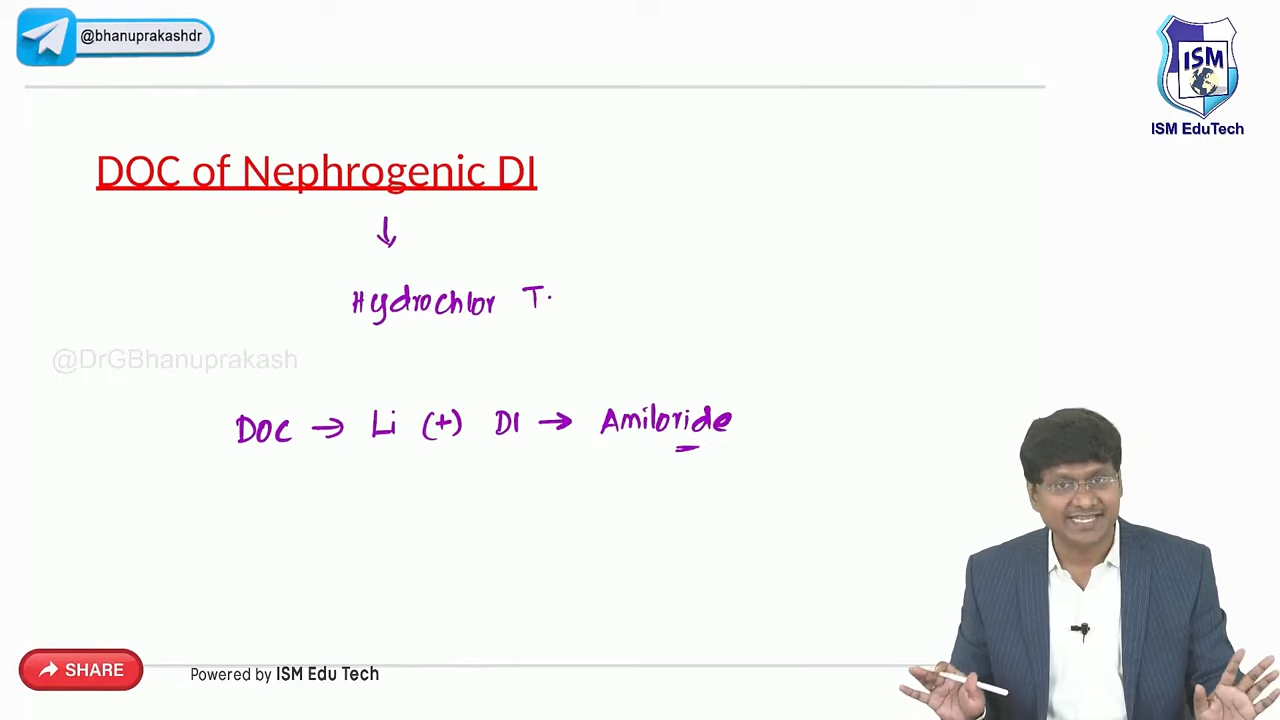 @bhanuprakashdr
ISM
ISM EduTech
DOC of Nephrogenic DI
↓
Hydrochlor T.
@DrGBhanuprakash
DOC → Li (+) DI → Amiloride
SHARE
Powered by ISM Edu Tech